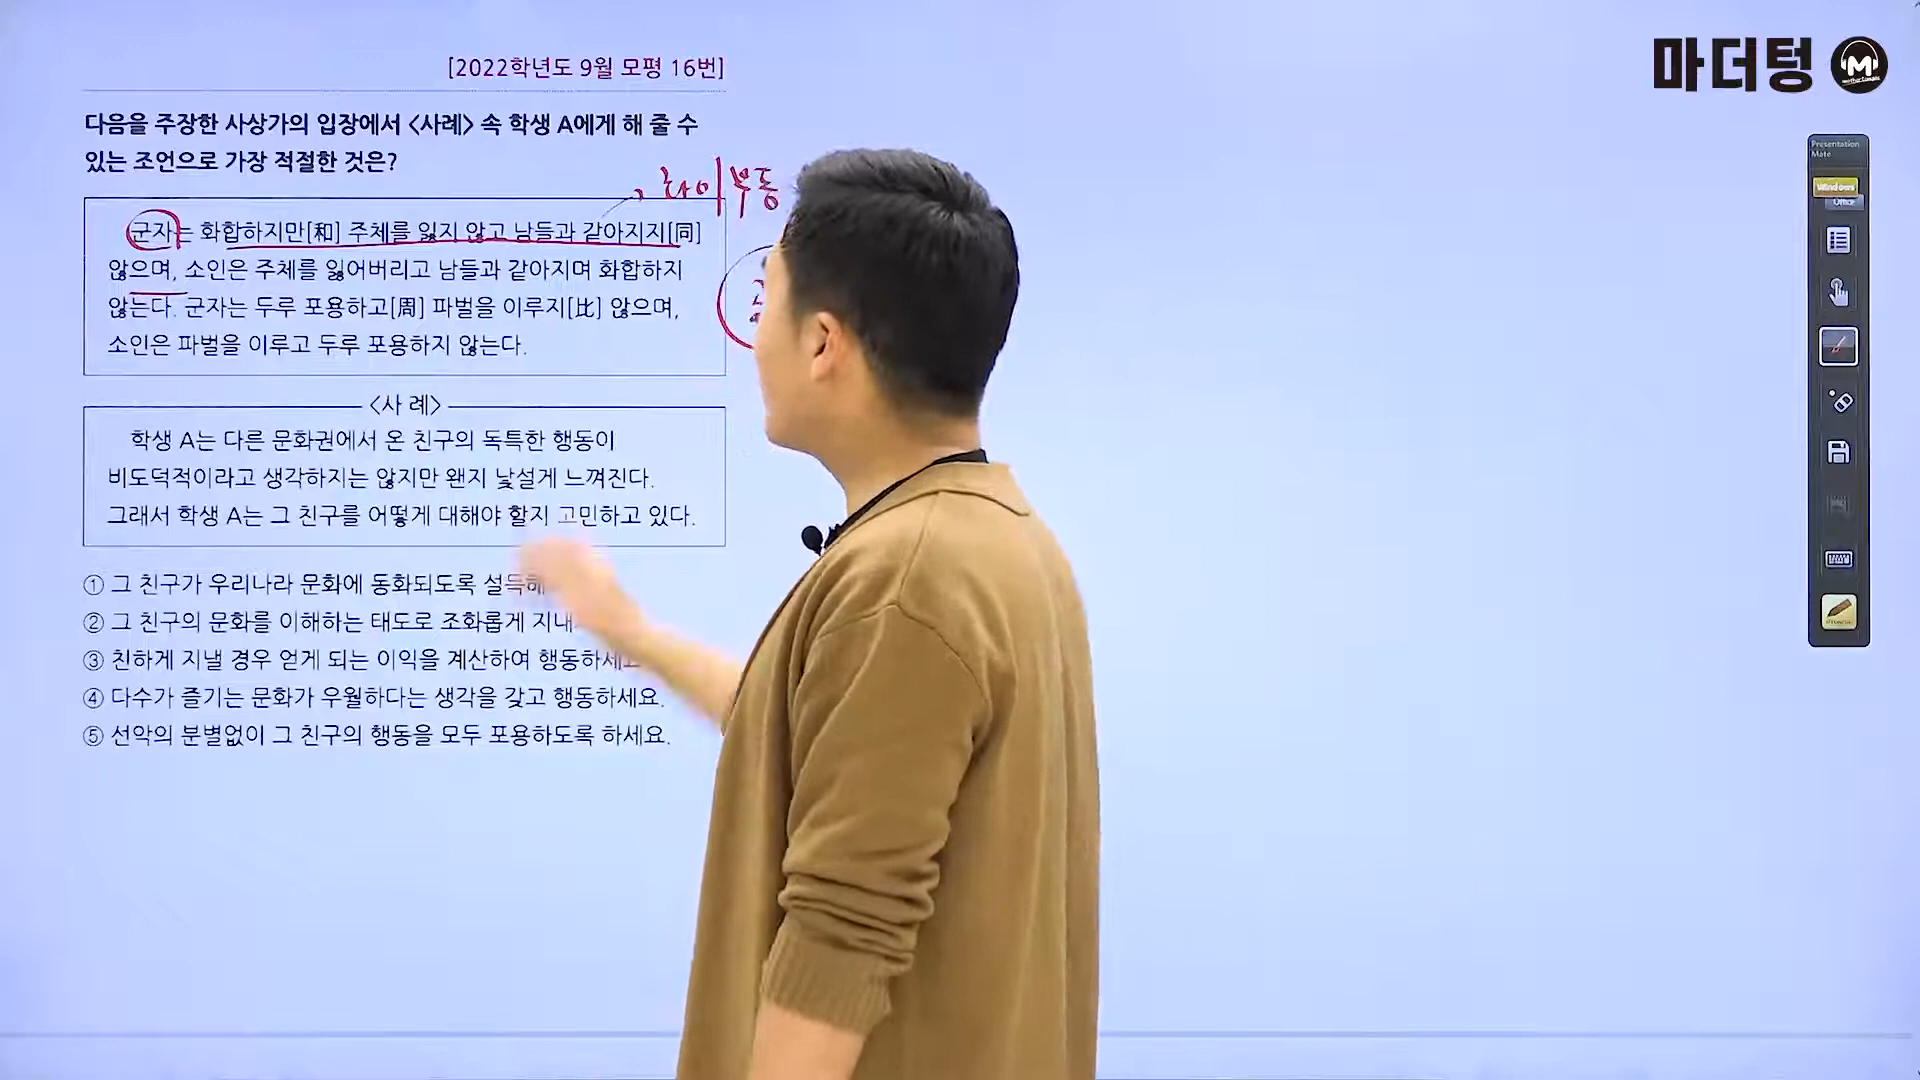 [2022학년도 9월 모평 16번]
마더텅
다음을 주장한 사상가의 입장에서 <사례> 속 학생 A에게 해 줄 수
있는 조언으로 가장 적절한 것은?
화이부동
군자는 화합하지만[和] 주체를 잃지 않고 남들과 같아지지[同]
않으며, 소인은 주체를 잃어버리고 남들과 같아지며 화합하지
않는다. 군자는 두루 포용하고[周] 파벌을 이루지[比] 않으며,
소인은 파벌을 이루고 두루 포용하지 않는다.
<사 례>
학생 A는 다른 문화권에서 온 친구의 독특한 행동이
비도덕적이라고 생각하지는 않지만 왠지 낯설게 느껴진다.
그래서 학생 A는 그 친구를 어떻게 대해야 할지 고민하고 있다.
① 그 친구가 우리나라 문화에 동화되도록
② 그 친구의 문화를 이해하는 태도로 조화롭게
③ 친하게 지낼 경우 얻게 되는 이익을 계산하여 행동하세요
④ 다수가 즐기는 문화가 우월하다는 생각을 갖고 행동하세요.
⑤ 선악의 분별없이 그 친구의 행동을 모두 포용하도록 하세요.
Presentation
Mate
Windows
Office